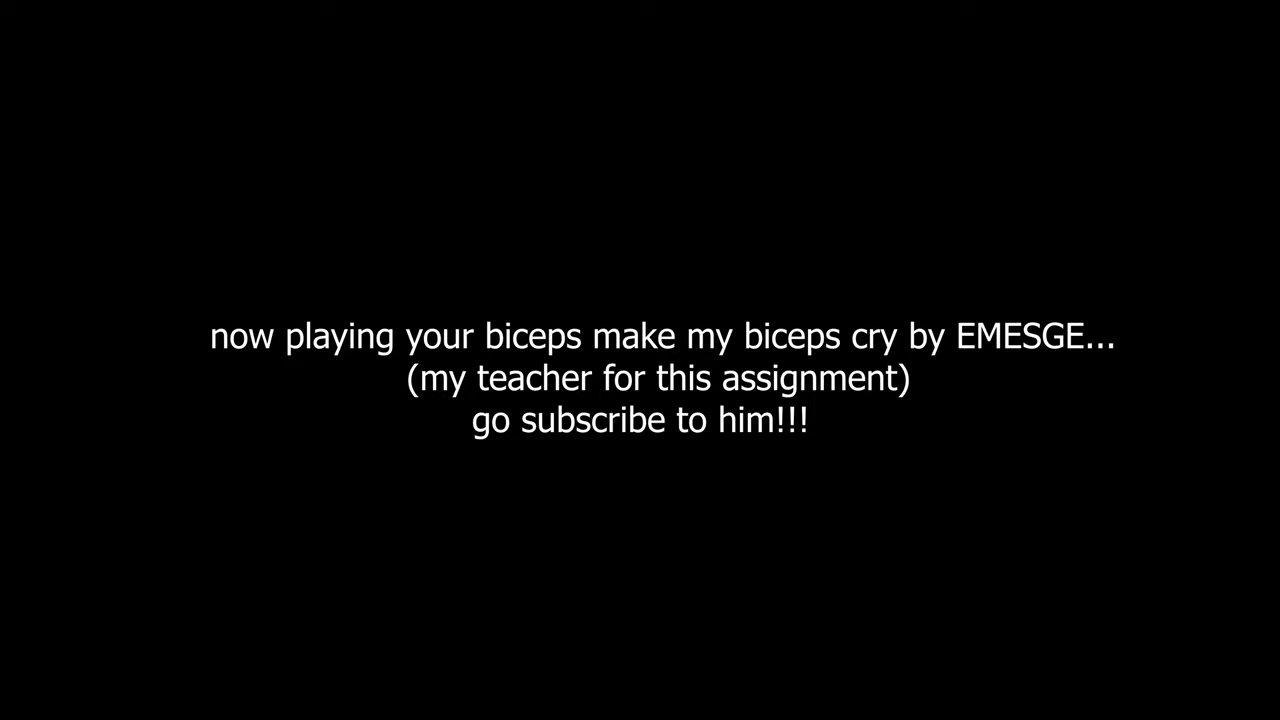 now playing your biceps make my biceps cry by EMESGE...
(my teacher for this assignment)
go subscribe to him!!!